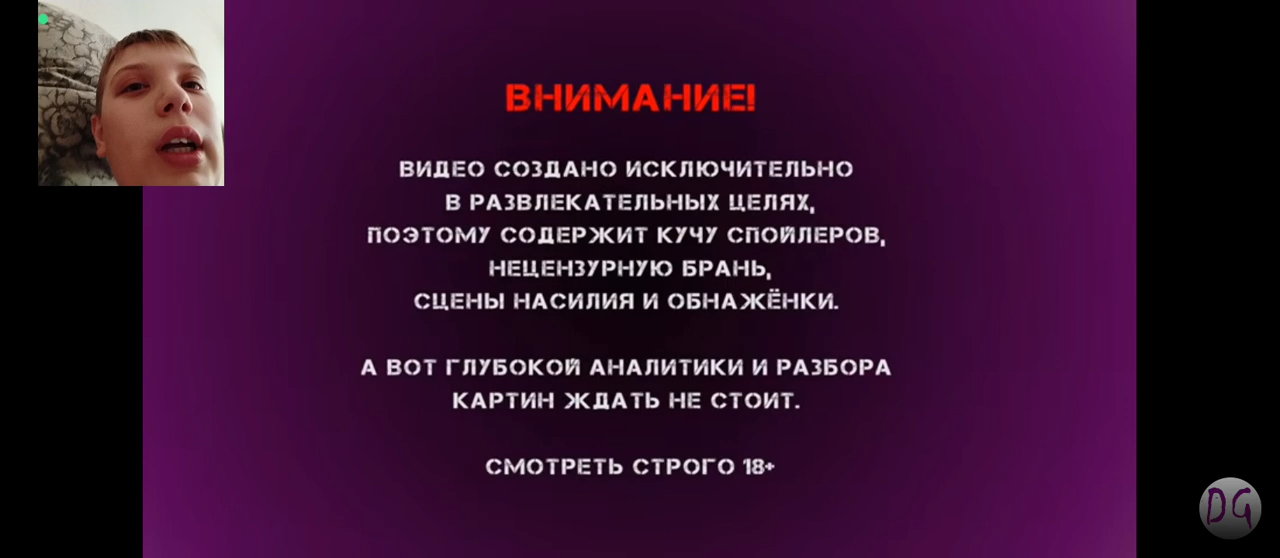 ВНИМАНИЕ!
ВИДЕО СОЗДАНО ИСКЛЮЧИТЕЛЬНО
В РАЗВЛЕКАТЕЛЬНЫХ ЦЕЛЯХ,
ПОЭТОМУ СОДЕРЖИТ КУЧУ СПОЙЛЕРОВ,
НЕЦЕНЗУРНУЮ БРАНЬ,
СЦЕНЫ НАСИЛИЯ И ОБНАЖЁНКИ.
А ВОТ ГЛУБОКОЙ АНАЛИТИКИ И РАЗБОРА
КАРТИН ЖДАТЬ НЕ СТОИТ.
СМОТРЕТЬ СТРОГО 18+
DG